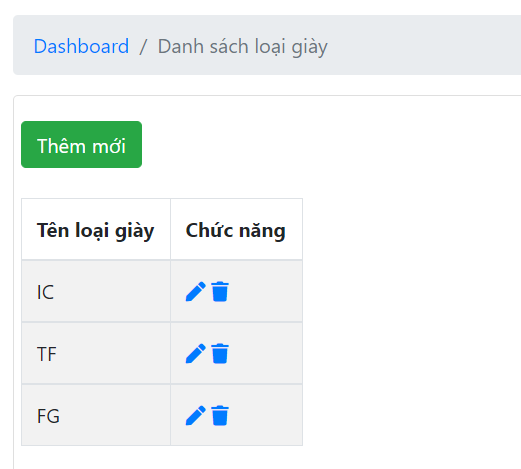 Dashboard / Danh sách loại giày
Thêm mới
Tên loại giày Chức năng
IC
TF
FG